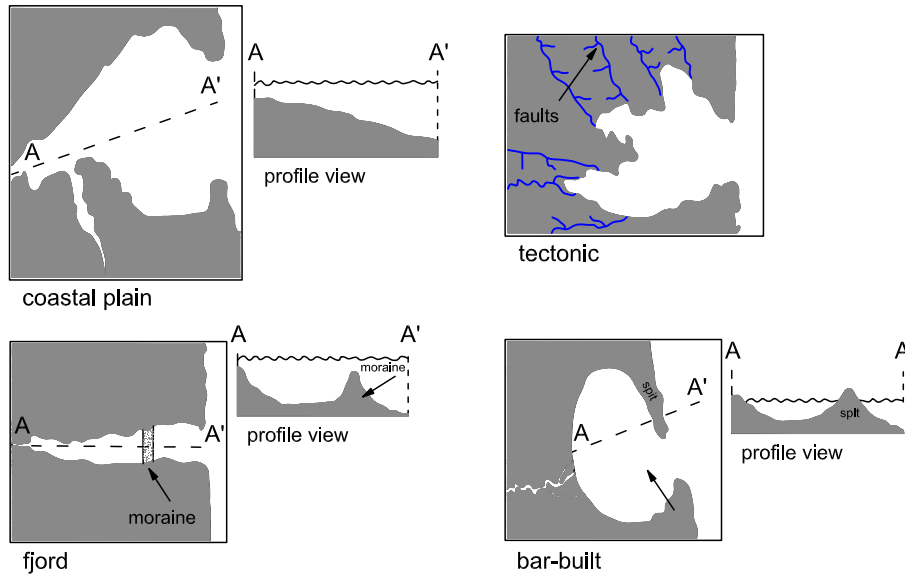 A
A'
A
A'
profile view
coastal plain
faults
tectonic
A
A'
moraine
fjord
A
A'
moraine
profile view
spit
A'
A
bar-built
A
A
spit
profile view